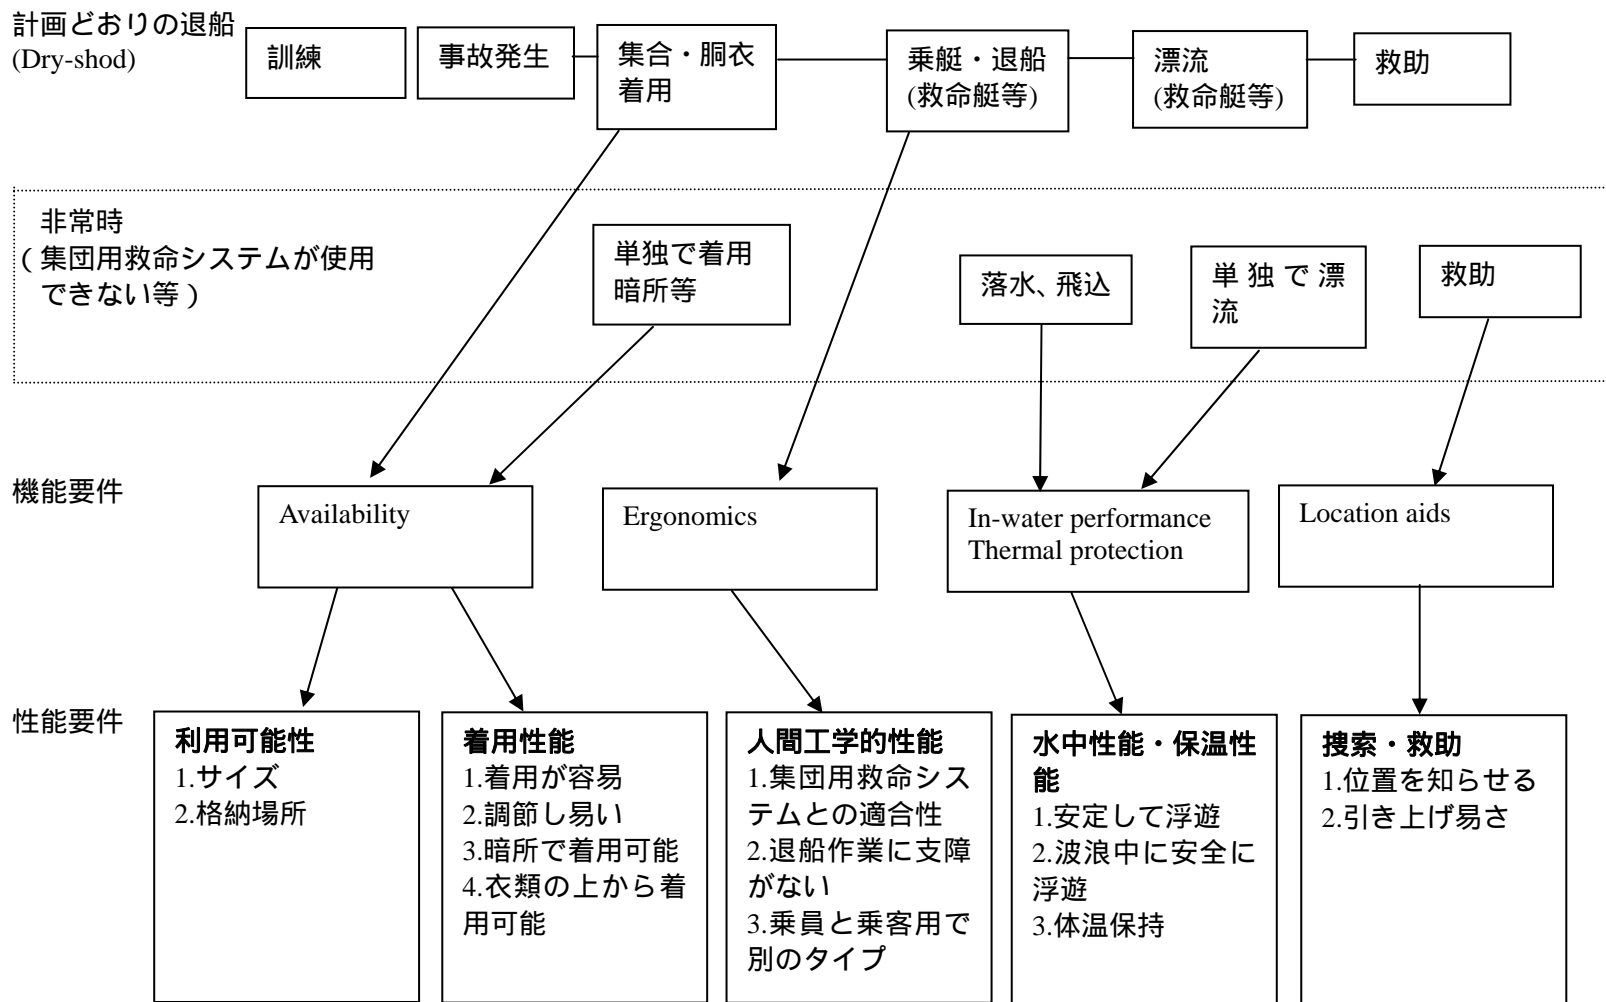 計画どおりの退船
(Dry-shod)
訓練
事故発生
集合・胴衣
着用
乗艇・退船
(救命艇等)
漂流
(救命艇等)
救助
非常時
（集団用救命システムが使用
できない等）
単独で着用
暗所等
落水、飛込
単独で漂
流
救助
機能要件
Availability
Ergonomics
In-water performance
Thermal protection
Location aids
性能要件
利用可能性
1.サイズ
2.格納場所
着用性能
1.着用が容易
2.調節し易い
3.暗所で着用可能
4.衣類の上から着
用可能
人間工学的性能
1.集団用救命シス
テムとの適合性
2.退船作業に支障
がない
3.乗員と乗客用で
別のタイプ
水中性能・保温性
能
1.安定して浮遊
2.波浪中に安全に
浮遊
3.体温保持
捜索・救助
1.位置を知らせる
2.引き上げ易さ